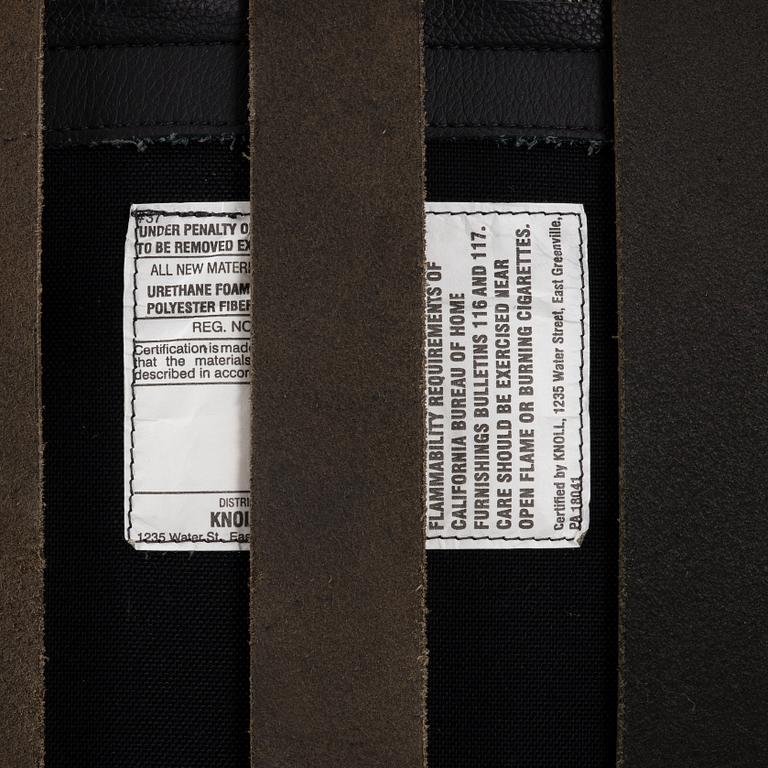 #37
UNDER PENALTY O
TO BE REMOVED EX
ALL NEW MATERI
URETHANE FOAM
POLYESTER FIBER
REG. NO
Certification is made
that the materials
described in accor
DISTRI
KNOL
1235 Water St., Eas
FLAMMABILITY REQUIREMENTS OF
CALIFORNIA BUREAU OF HOME
FURNISHINGS BULLETINS 116 AND 117.
CARE SHOULD BE EXERCISED NEAR
OPEN FLAME OR BURNING CIGARETTES.
Certified by KNOLL, 1235 Water Street, East Greenville,
PA 18041